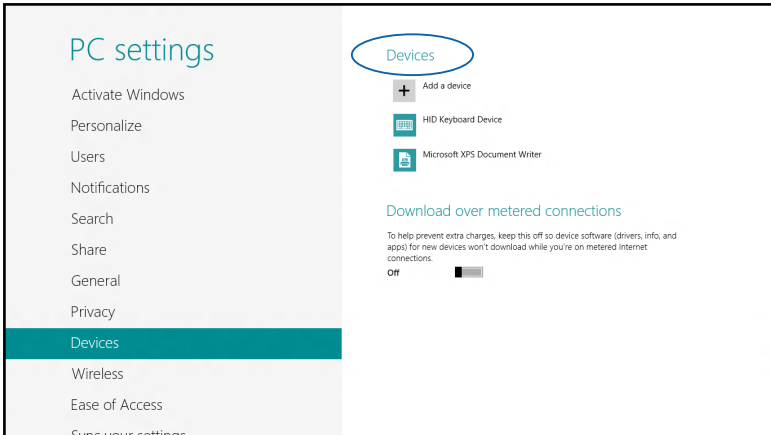 PC settings
Activate Windows
Personalize
Users
Notifications
Search
Share
General
Privacy
Devices
Wireless
Ease of Access
Sync your settings
Devices
Add a device
HID Keyboard Device
Microsoft XPS Document Writer
Download over metered connections
To help prevent extra charges, keep this off so device software (drivers, info, and
apps) for new devices won't download while you're on metered Internet
connections.
Off